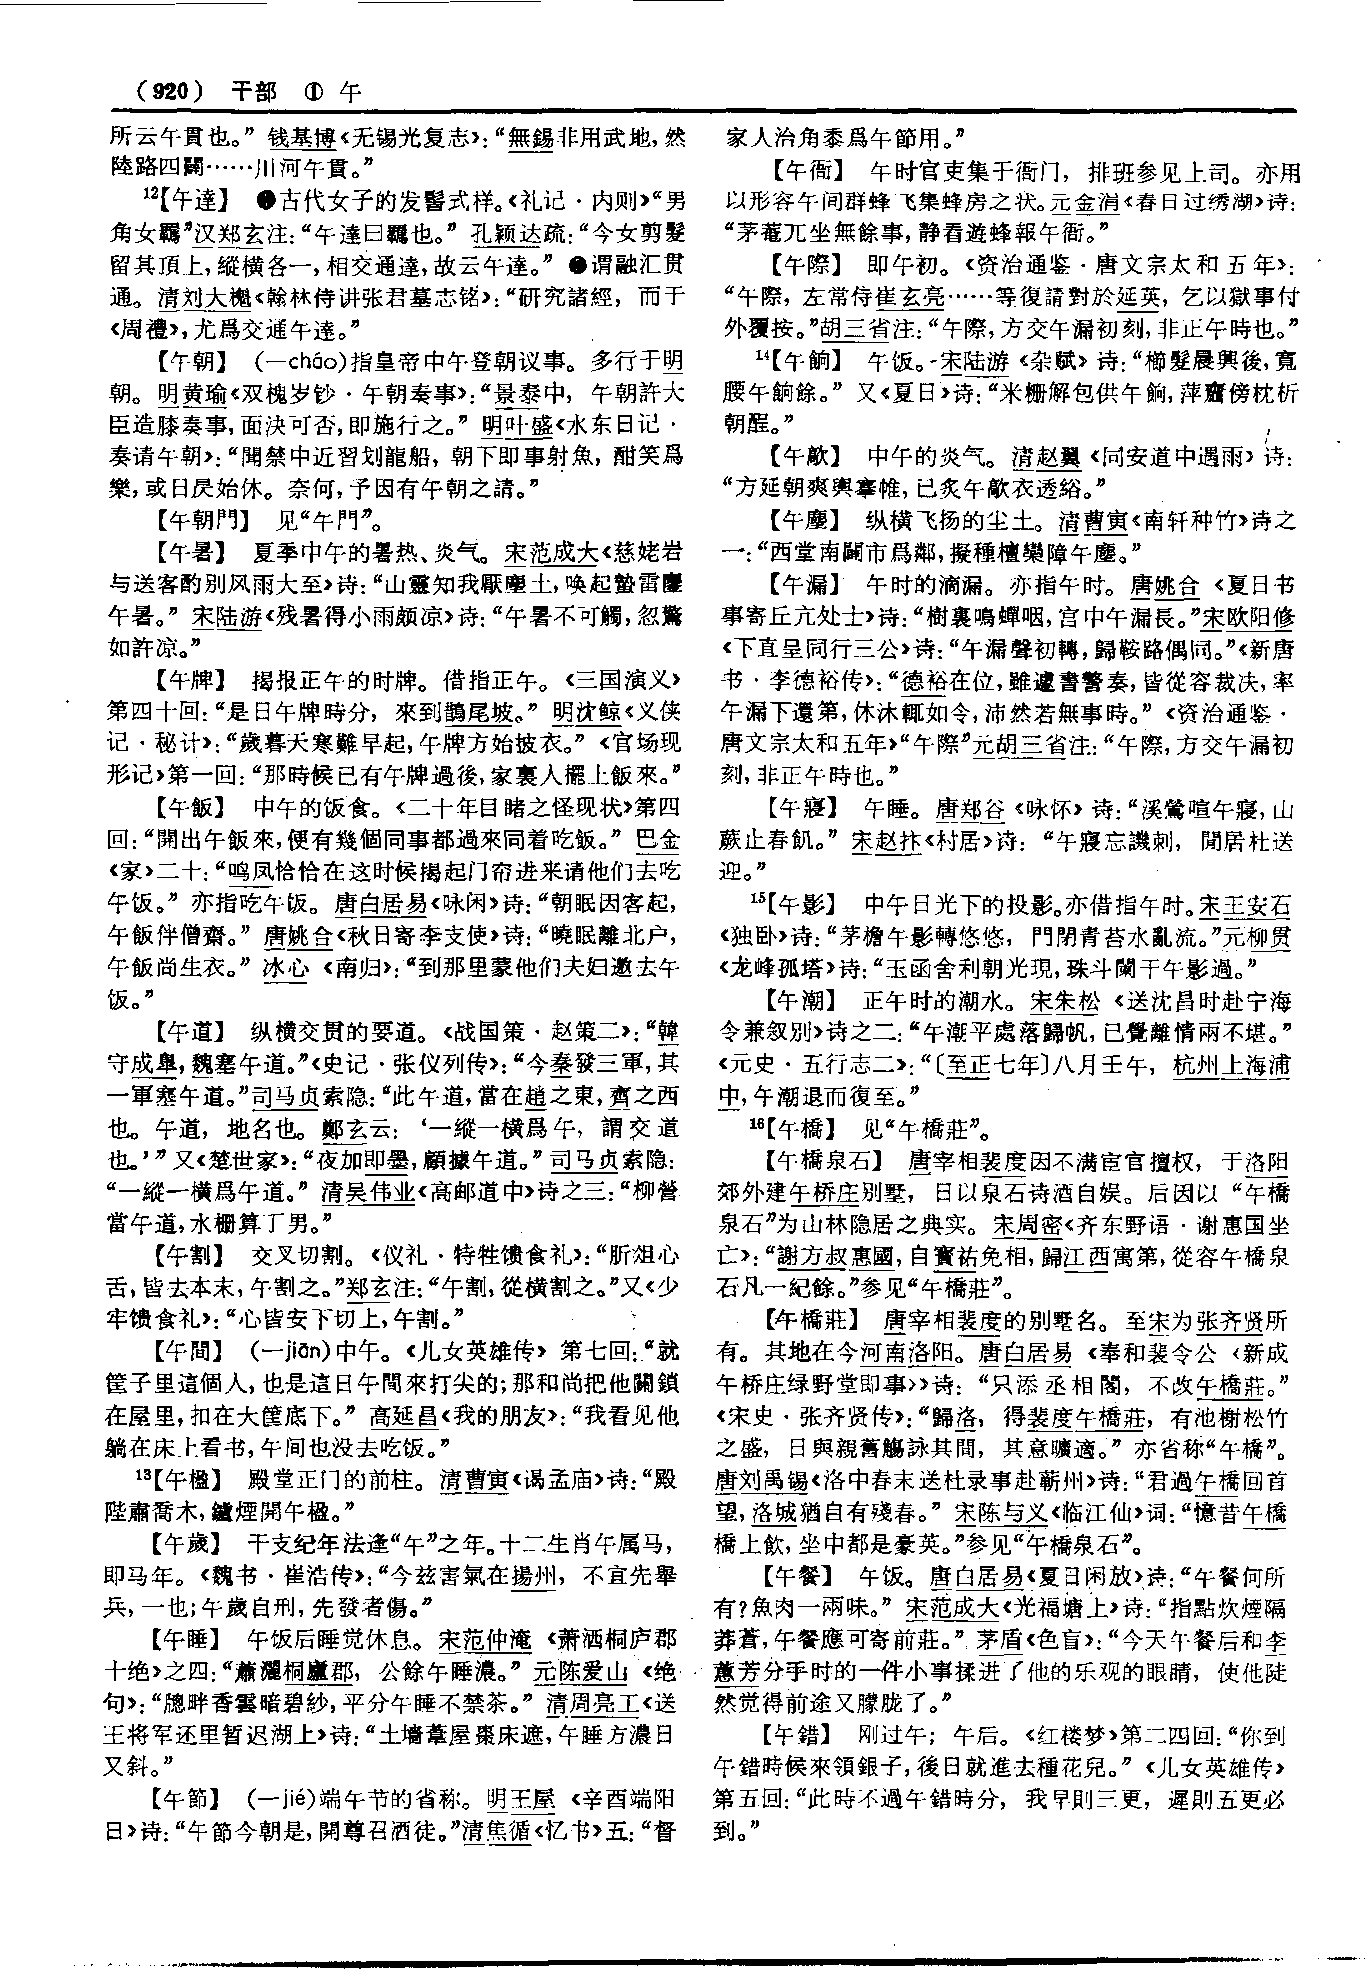 （920） 干部 ① 午
所云午貫也。”钱基博《无锡光复志》：“無錫非用武地，然
陸路四闢……川河午貫。”
12【午達】 ❶古代女子的发髻式样。《礼记·内则》“男
角女羈”汉郑玄注：“午達曰羈也。”孔颖达疏：“今女剪髮
留其頂上，縱横各一，相交通達，故云午達。”❷谓融汇贯
通。清刘大櫆《翰林侍讲张君墓志铭》：“研究諸經，而于
《周禮》，尤爲交通午達。”
【午朝】 （—cháo）指皇帝中午登朝议事。多行于明
朝。明黄瑜《双槐岁钞·午朝奏事》：“景泰中，午朝許大
臣造膝奏事，面決可否，即施行之。”明叶盛《水东日记·
奏请午朝》：“聞禁中近習划龍船，朝下即事射魚，酣笑爲
樂，或日昃始休。奈何，予因有午朝之請。”
【午朝門】 见“午門”。
【午暑】 夏季中午的暑热、炎气。宋范成大《慈姥岩
与送客酌别风雨大至》诗：“山靈知我厭塵土，唤起蟄雷鏖
午暑。”宋陆游《残暑得小雨颇凉》诗：“午暑不可觸，忽驚
如許凉。”
【午牌】 揭报正午的时牌。借指正午。《三国演义》
第四十回：“是日午牌時分，來到鵲尾坡。”明沈鲸《义侠
记·秘计》：“歲暮天寒難早起，午牌方始披衣。”《官场现
形记》第一回：“那時候已有午牌過後，家裏人擺上飯來。”
【午飯】 中午的饭食。《二十年目睹之怪现状》第四
回：“開出午飯來，便有幾個同事都過來同着吃飯。”巴金
《家》二十：“鸣凤恰恰在这时候揭起门帘进来请他们去吃
午饭。”亦指吃午饭。唐白居易《咏闲》诗：“朝眠因客起，
午飯伴僧齋。”唐姚合《秋日寄李支使》诗：“曉眠離北户，
午飯尚生衣。”冰心《南归》：“到那里蒙他们夫妇邀去午
饭。”
【午道】 纵横交贯的要道。《战国策·赵策二》：“韓
守成皋，魏塞午道。”《史记·张仪列传》：“今秦發三軍，其
一軍塞午道。”司马贞索隐：“此午道，當在趙之東，齊之西
也。午道，地名也。鄭玄云：‘一縱一横爲午，謂交道
也。’”又《楚世家》：“夜加即墨，顧據午道。”司马贞索隐：
“一縱一横爲午道。”清吴伟业《高邮道中》诗之三：“柳營
當午道，水栅算丁男。”
【午割】 交叉切割。《仪礼·特牲馈食礼》：“肵俎心
舌，皆去本末，午割之。”郑玄注：“午割，從横割之。”又《少
牢馈食礼》：“心皆安下切上，午割。”
【午間】 （—jiān）中午。《儿女英雄传》第七回：“就
筐子里這個人，也是這日午間來打尖的；那和尚把他關鎖
在屋里，扣在大筐底下。”高延昌《我的朋友》：“我看见他
躺在床上看书，午间也没去吃饭。”
13【午楹】 殿堂正门的前柱。清曹寅《谒孟庙》诗：“殿
陛肅喬木，鑪煙開午楹。”
【午歲】 干支纪年法逢“午”之年。十二生肖午属马，
即马年。《魏书·崔浩传》：“今兹害氣在揚州，不宜先舉
兵，一也；午歲自刑，先發者傷。”
【午睡】 午饭后睡觉休息。宋范仲淹《萧洒桐庐郡
十绝》之四：“蕭灑桐廬郡，公餘午睡濃。”元陈爱山《绝
句》：“牕畔香雲暗碧紗，平分午睡不禁茶。”清周亮工《送
王将军还里暂迟湖上》诗：“土墙葦屋棗床遮，午睡方濃日
又斜。”
【午節】 （—jié）端午节的省称。明王屋《辛酉端阳
日》诗：“午節今朝是，開尊召酒徒。”清焦循《忆书》五：“督
家人治角黍爲午節用。”
【午衙】 午时官吏集于衙门，排班参见上司。亦用
以形容午间群蜂飞集蜂房之状。元金涓《春日过绣湖》诗：
“茅菴兀坐無餘事，静看遊蜂報午衙。”
【午際】 即午初。《资治通鉴·唐文宗太和五年》：
“午際，左常侍崔玄亮……等復請對於延英，乞以獄事付
外覆按。”胡三省注：“午際，方交午漏初刻，非正午時也。”
14【午餉】 午饭。宋陆游《杂赋》诗：“櫛髮晨興後，寬
腰午餉餘。”又《夏日》诗：“米栅解包供午餉，萍虀傍枕析
朝酲。”
【午歊】 中午的炎气。清赵翼《同安道中遇雨》诗：
“方延朝爽輿搴帷，已炙午歊衣透綌。”
【午塵】 纵横飞扬的尘土。清曹寅《南轩种竹》诗之
一：“西堂南闢市爲鄰，擬種檀欒障午塵。”
【午漏】 午时的滴漏。亦指午时。唐姚合《夏日书
事寄丘亢处士》诗：“樹裏鳴蟬咽，宫中午漏長。”宋欧阳修
《下直呈同行三公》诗：“午漏聲初轉，歸鞍路偶同。”《新唐
书·李德裕传》：“德裕在位，雖遽書警奏，皆從容裁决，率
午漏下還第，休沐輒如令，沛然若無事時。”《资治通鉴·
唐文宗太和五年》“午際”元胡三省注：“午際，方交午漏初
刻，非正午時也。”
【午寢】 午睡。唐郑谷《咏怀》诗：“溪鶯喧午寢，山
蕨止春飢。”宋赵抃《村居》诗：“午寢忘譏刺，閒居杜送
迎。”
15【午影】 中午日光下的投影。亦借指午时。宋王安石
《独卧》诗：“茅檐午影轉悠悠，門閉青苔水亂流。”元柳贯
《龙峰孤塔》诗：“玉函舍利朝光現，珠斗闌干午影過。”
【午潮】 正午时的潮水。宋朱松《送沈昌时赴宁海
令兼叙别》诗之二：“午潮平處落歸帆，已覺離情兩不堪。”
《元史·五行志二》：“〔至正七年〕八月壬午，杭州上海浦
中，午潮退而復至。”
16【午橋】 见“午橋莊”。
【午橋泉石】 唐宰相裴度因不满宦官擅权，于洛阳
郊外建午桥庄别墅，日以泉石诗酒自娱。后因以“午橋
泉石”为山林隐居之典实。宋周密《齐东野语·谢惠国坐
亡》：“謝方叔惠國，自寶祐免相，歸江西寓第，從容午橋泉
石凡一紀餘。”参见“午橋莊”。
【午橋莊】 唐宰相裴度的别墅名。至宋为张齐贤所
有。其地在今河南洛阳。唐白居易《奉和裴令公〈新成
午桥庄绿野堂即事〉》诗：“只添丞相閣，不改午橋莊。”
《宋史·张齐贤传》：“歸洛，得裴度午橋莊，有池榭松竹
之盛，日與親舊觴詠其間，其意曠適。”亦省称“午橋”。
唐刘禹锡《洛中春末送杜录事赴蕲州》诗：“君過午橋回首
望，洛城猶自有殘春。”宋陈与义《临江仙》词：“憶昔午橋
橋上飲，坐中都是豪英。”参见“午橋泉石”。
【午餐】 午饭。唐白居易《夏日闲放》诗：“午餐何所
有？魚肉一兩味。”宋范成大《光福塘上》诗：“指點炊煙隔
莽蒼，午餐應可寄前莊。”茅盾《色盲》：“今天午餐后和李
蕙芳分手时的一件小事揉进了他的乐观的眼睛，使他陡
然觉得前途又朦胧了。”
【午錯】 刚过午；午后。《红楼梦》第二四回：“你到
午錯時候來領銀子，後日就進去種花兒。”《儿女英雄传》
第五回：“此時不過午錯時分，我早則三更，遲則五更必
到。”